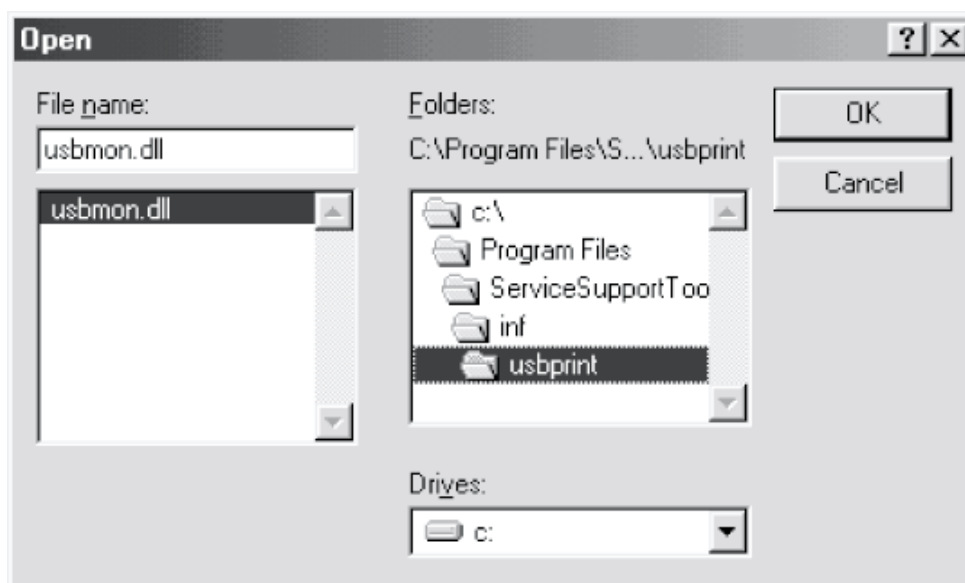 Open
File name:
usbmon.dll
usbmon.dll
Folders:
C:\Program Files\S...\usbprint
c:\
Program Files
ServiceSupportToo
inf
usbprint
Drives:
c:
OK
Cancel